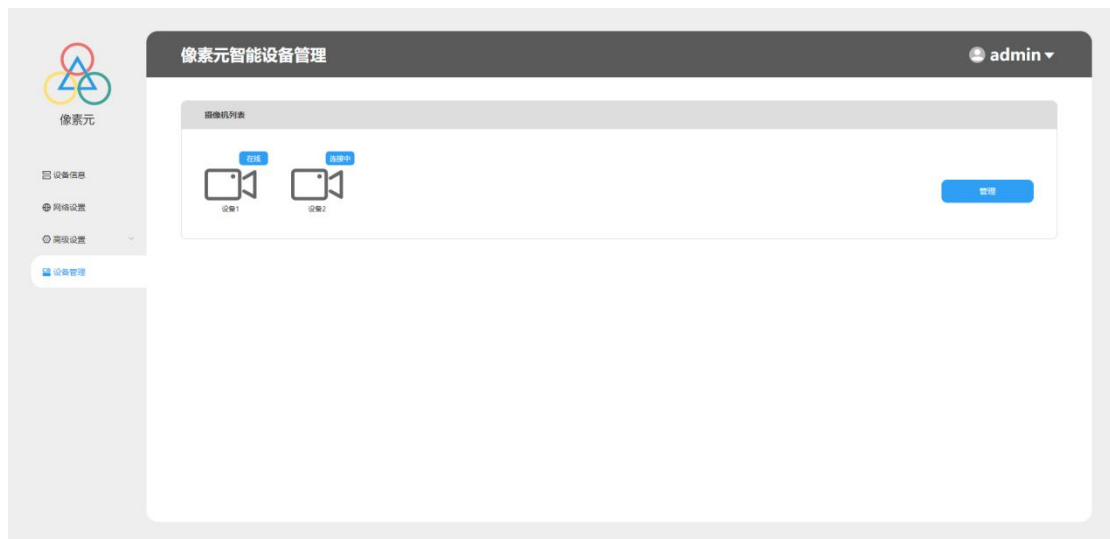 像素元智能设备管理
admin
像素元
设备信息
网络设置
高级设置
设备管理
摄像机列表
在线
连接中
设备1
设备2
管理